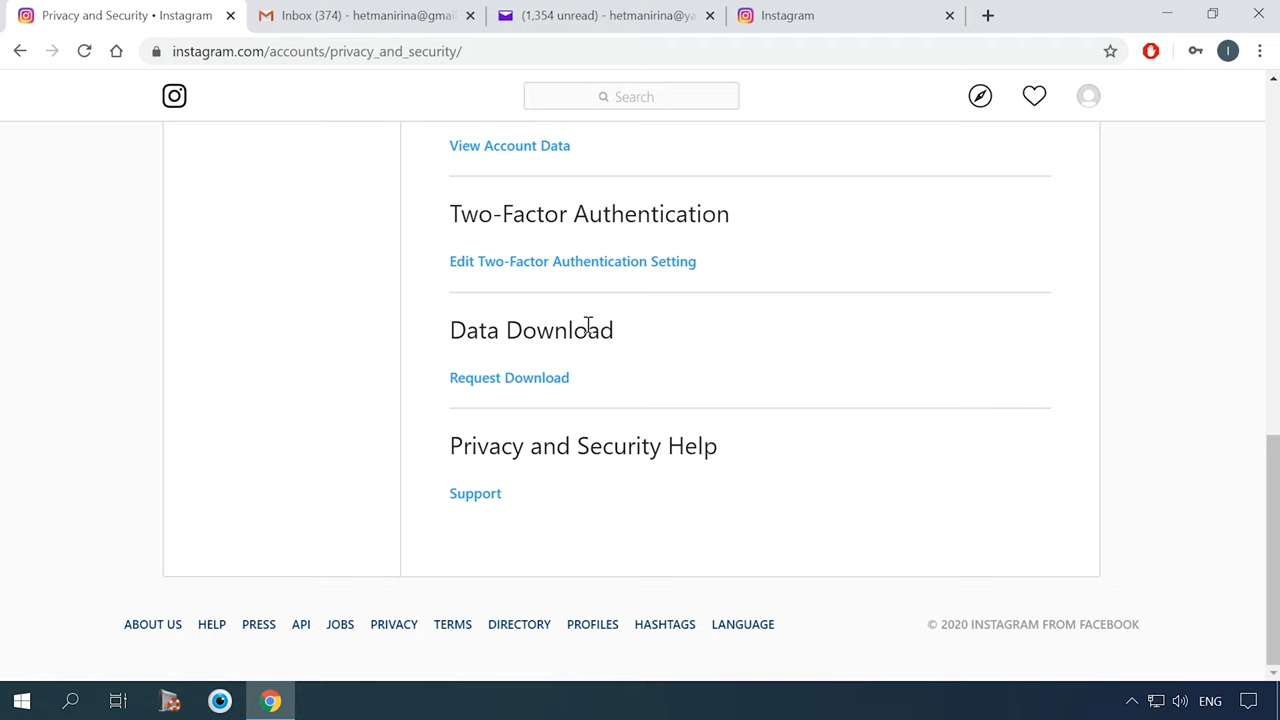 Privacy and Security • Instagram
Inbox (374) - hetmanirina@gmail
(1,354 unread) - hetmanirina@ya
Instagram
instagram.com/accounts/privacy_and_security/
I
Search
View Account Data
Two-Factor Authentication
Edit Two-Factor Authentication Setting
Data Download
Request Download
Privacy and Security Help
Support
ABOUT US HELP PRESS API JOBS PRIVACY TERMS DIRECTORY PROFILES HASHTAGS LANGUAGE
© 2020 INSTAGRAM FROM FACEBOOK
ENG